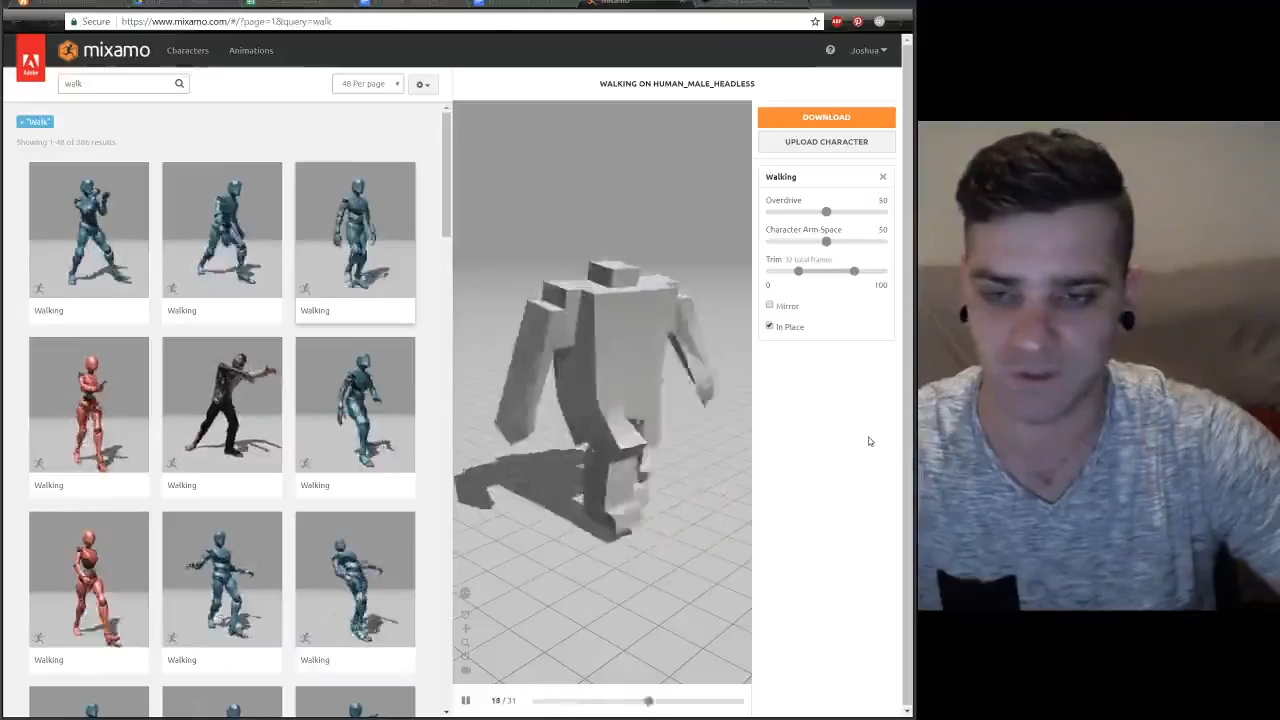 Secure https://www.mixamo.com/#/?page=1&query=walk
ABP
Adobe
mixamo Characters Animations Joshua
walk
48 Per page
WALKING ON HUMAN_MALE_HEADLESS
DOWNLOAD
× "Walk"
UPLOAD CHARACTER
Showing 1-48 of 386 results
Walking
Overdrive 50
Character Arm-Space 50
Trim 32 total frames
0 100
Mirror
In Place
Walking Walking Walking
Walking Walking Walking
Walking Walking Walking
/ 31